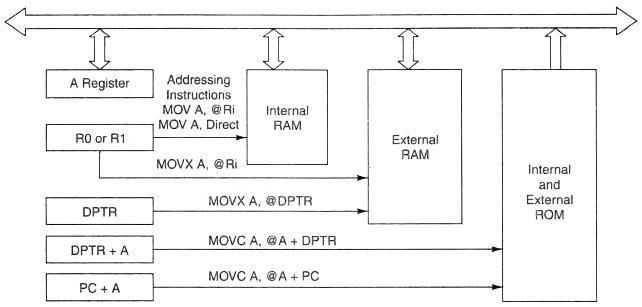 A Register
Addressing
Instructions
MOV A, @Ri
MOV A, Direct
R0 or R1
Internal
RAM
MOVX A, @Ri
External
RAM
Internal
and
External
ROM
DPTR
MOVX A, @DPTR
DPTR + A
MOVC A, @A + DPTR
PC + A
MOVC A, @A + PC